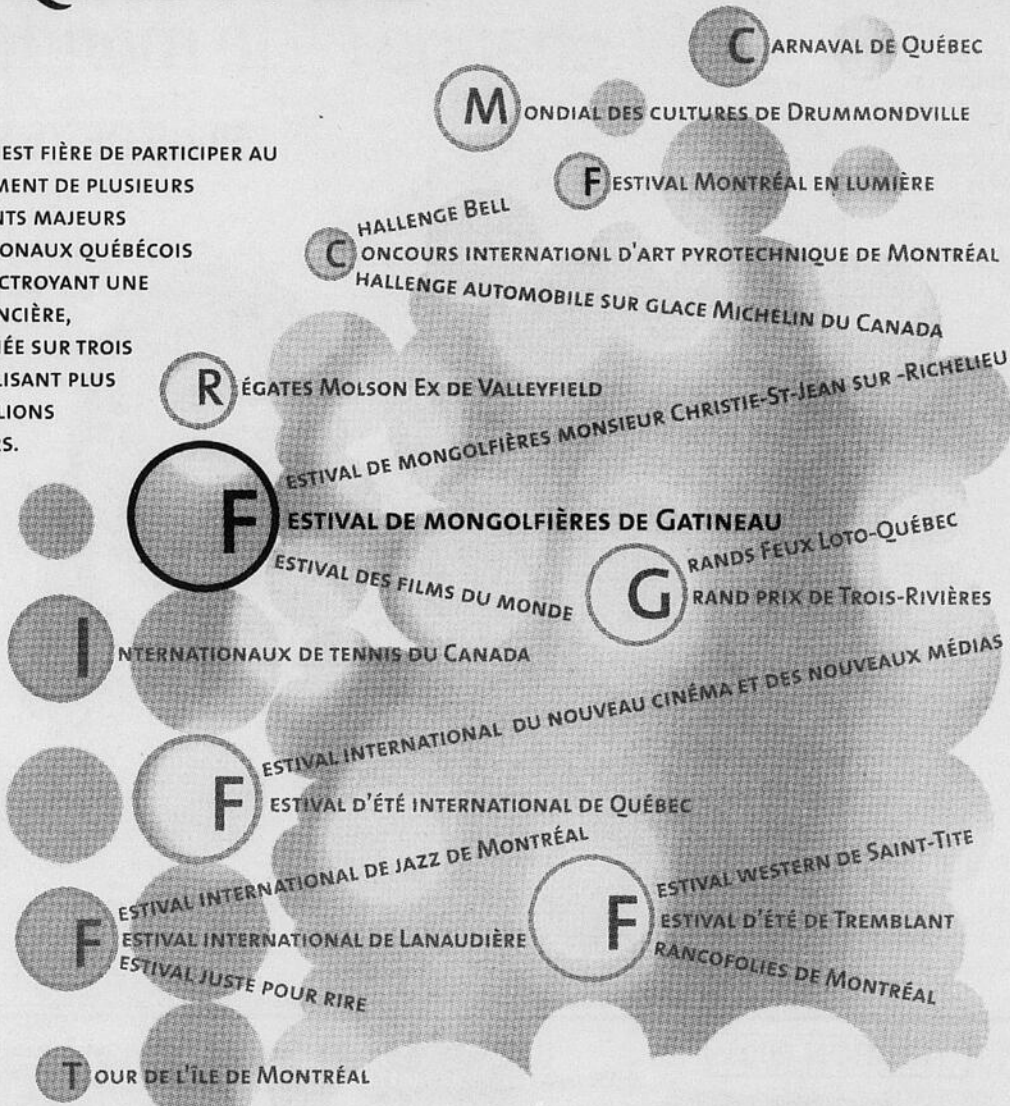 CARNAVAL DE QUÉBEC
MONDIAL DES CULTURES DE DRUMMONDVILLE
EST FIÈRE DE PARTICIPER AU
MENT DE PLUSIEURS
NTS MAJEURS
ONAUX QUÉBÉCOIS
CTROYANT UNE
NCIÈRE,
ÉE SUR TROIS
LISANT PLUS
LIONS
RS.
FESTIVAL MONTRÉAL EN LUMIÈRE
CHALLENGE BELL
CONCOURS INTERNATIONL D'ART PYROTECHNIQUE DE MONTRÉAL
CHALLENGE AUTOMOBILE SUR GLACE MICHELIN DU CANADA
RÉGATES MOLSON EX DE VALLEYFIELD
FESTIVAL DE MONGOLFIÈRES MONSIEUR CHRISTIE-ST-JEAN SUR -RICHELIEU
FESTIVAL DE MONGOLFIÈRES DE GATINEAU
FESTIVAL DES FILMS DU MONDE
GRANDS FEUX LOTO-QUÉBEC
GRAND PRIX DE TROIS-RIVIÈRES
INTERNATIONAUX DE TENNIS DU CANADA
FESTIVAL INTERNATIONAL DU NOUVEAU CINÉMA ET DES NOUVEAUX MÉDIAS
FESTIVAL D'ÉTÉ INTERNATIONAL DE QUÉBEC
FESTIVAL INTERNATIONAL DE JAZZ DE MONTRÉAL
FESTIVAL INTERNATIONAL DE LANAUDIÈRE
FESTIVAL JUSTE POUR RIRE
FESTIVAL WESTERN DE SAINT-TITE
FESTIVAL D'ÉTÉ DE TREMBLANT
FRANCOFOLIES DE MONTRÉAL
TOUR DE L'ÎLE DE MONTRÉAL